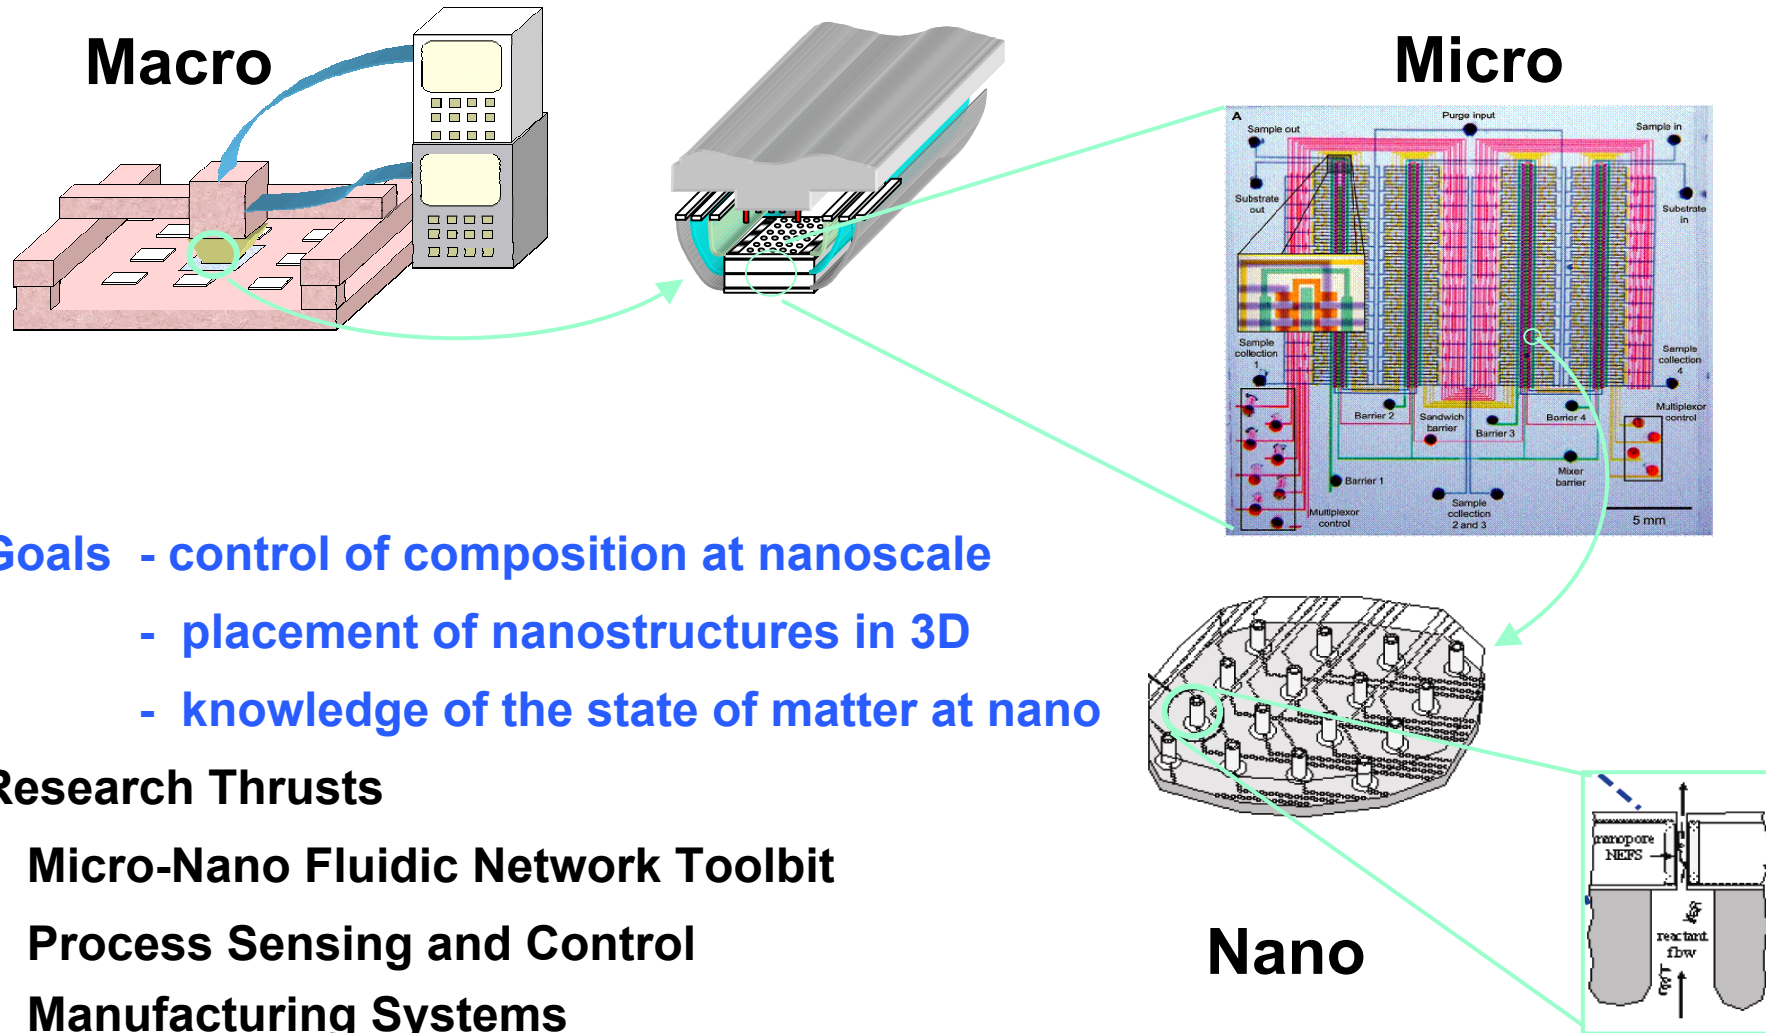 Macro
Micro
A
Purge input
Sample out
Sample in
Substrate
out
Substrate
in
Sample
collection
1
Sample
collection
4
Barrier 2
Sandwich
barrier
Barrier 3
Barrier 4
Multiplexor
control
Barrier 1
Mixer
barrier
Sample
collection
2 and 3
Multiplexor
control
5 mm
Goals - control of composition at nanoscale
- placement of nanostructures in 3D
- knowledge of the state of matter at nano
Research Thrusts
Micro-Nano Fluidic Network Toolbit
Process Sensing and Control
Manufacturing Systems
Nano
nanopore
NEFS
reactant
flow